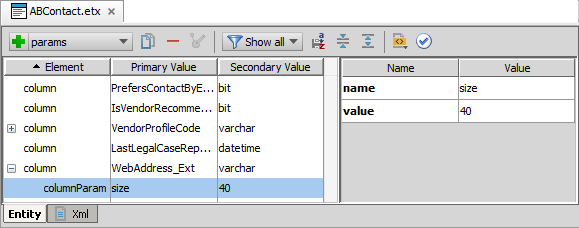 ABContact.etx
params
Show all
Element Primary Value Secondary Value
column PrefersContactByE... bit
column IsVendorRecomme... bit
column VendorProfileCode varchar
column LastLegalCaseRep... datetime
column WebAddress_Ext varchar
columnParam size 40
Name Value
name size
value 40
Entity Xml